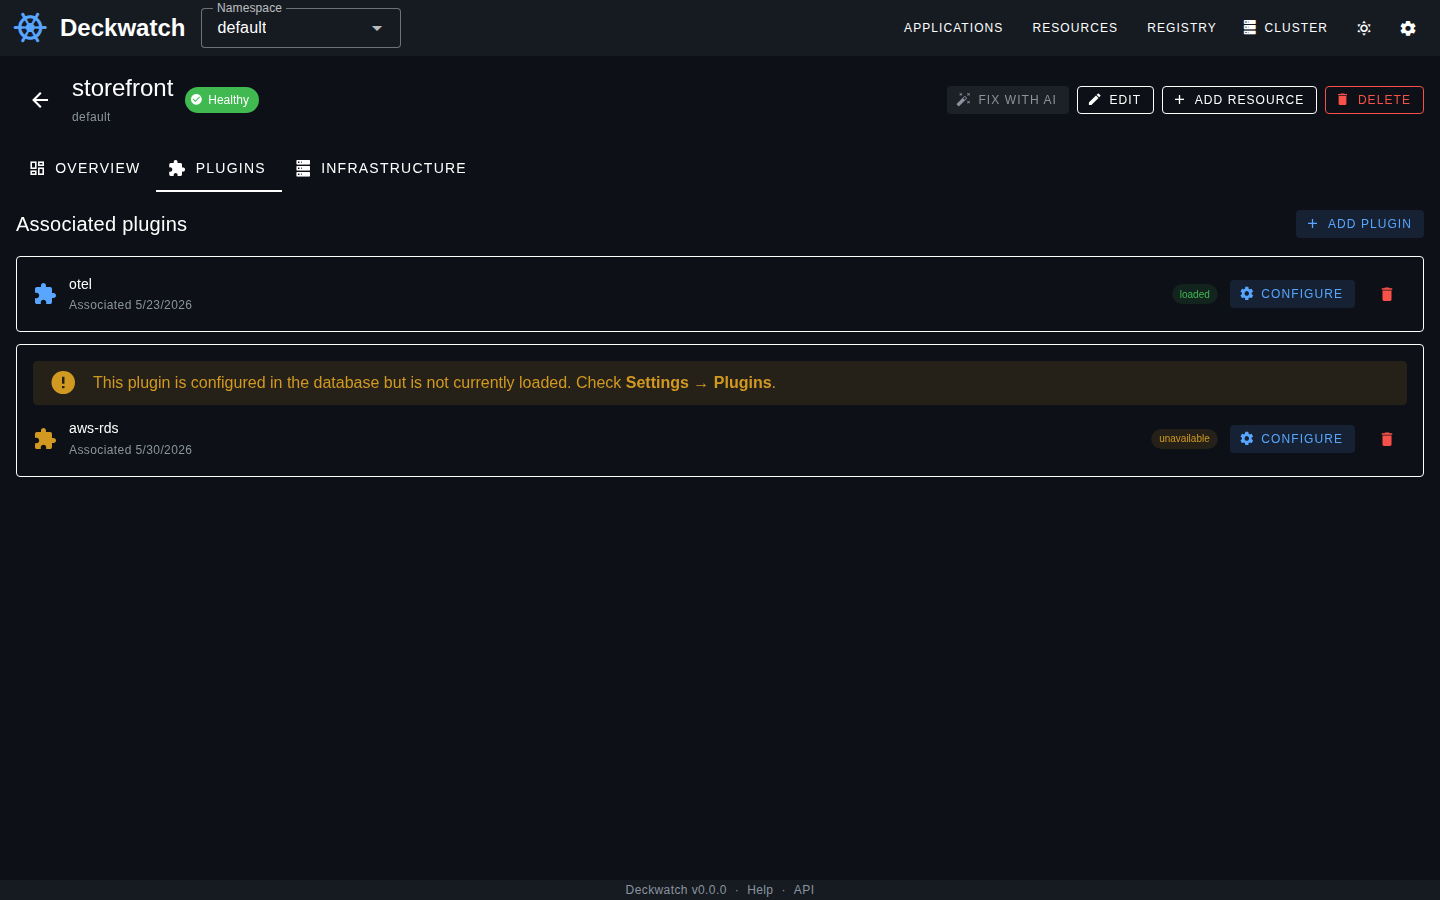 Deckwatch
Namespace
default
APPLICATIONS
RESOURCES
REGISTRY
CLUSTER
storefront
default
Healthy
FIX WITH AI
EDIT
ADD RESOURCE
DELETE
OVERVIEW
PLUGINS
INFRASTRUCTURE
Associated plugins
ADD PLUGIN
otel
Associated 5/23/2026
loaded
CONFIGURE
This plugin is configured in the database but is not currently loaded. Check Settings → Plugins.
aws-rds
Associated 5/30/2026
unavailable
CONFIGURE
Deckwatch v0.0.0 · Help · API